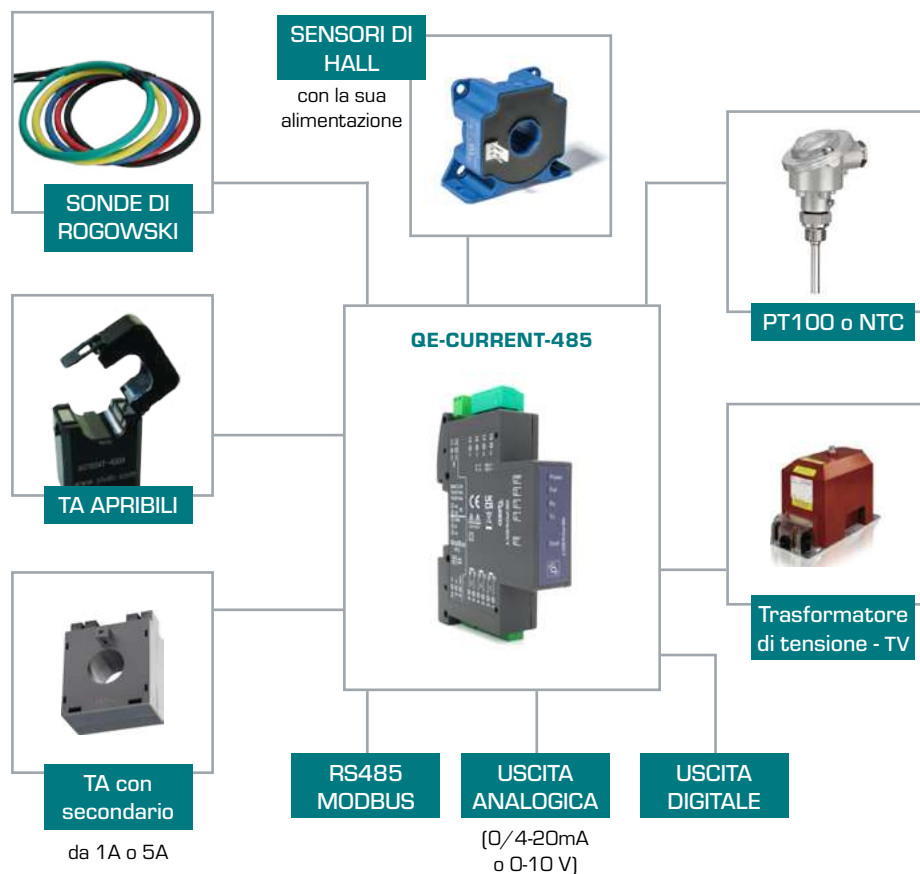 SENSORI DI
HALL
con la sua
alimentazione
SONDE DI
ROGOWSKI
PT100 o NTC
QE-CURRENT-485
TA APRIBILI
Trasformatore
di tensione - TV
TA con
secondario
da 1A o 5A
RS485
MODBUS
USCITA
ANALOGICA
(0/4-20mA
o 0-10 V)
USCITA
DIGITALE